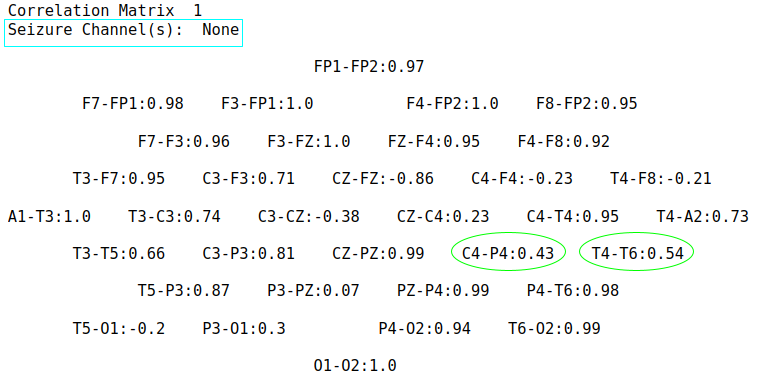 Correlation Matrix 1
Seizure Channel(s): None
FP1-FP2:0.97
F7-FP1:0.98 F3-FP1:1.0 F4-FP2:1.0 F8-FP2:0.95
F7-F3:0.96 F3-FZ:1.0 FZ-F4:0.95 F4-F8:0.92
T3-F7:0.95 C3-F3:0.71 CZ-FZ:-0.86 C4-F4:-0.23 T4-F8:-0.21
A1-T3:1.0 T3-C3:0.74 C3-CZ:-0.38 CZ-C4:0.23 C4-T4:0.95 T4-A2:0.73
T3-T5:0.66 C3-P3:0.81 CZ-PZ:0.99 C4-P4:0.43 T4-T6:0.54
T5-P3:0.87 P3-PZ:0.07 PZ-P4:0.99 P4-T6:0.98
T5-O1:-0.2 P3-O1:0.3 P4-O2:0.94 T6-O2:0.99
O1-O2:1.0